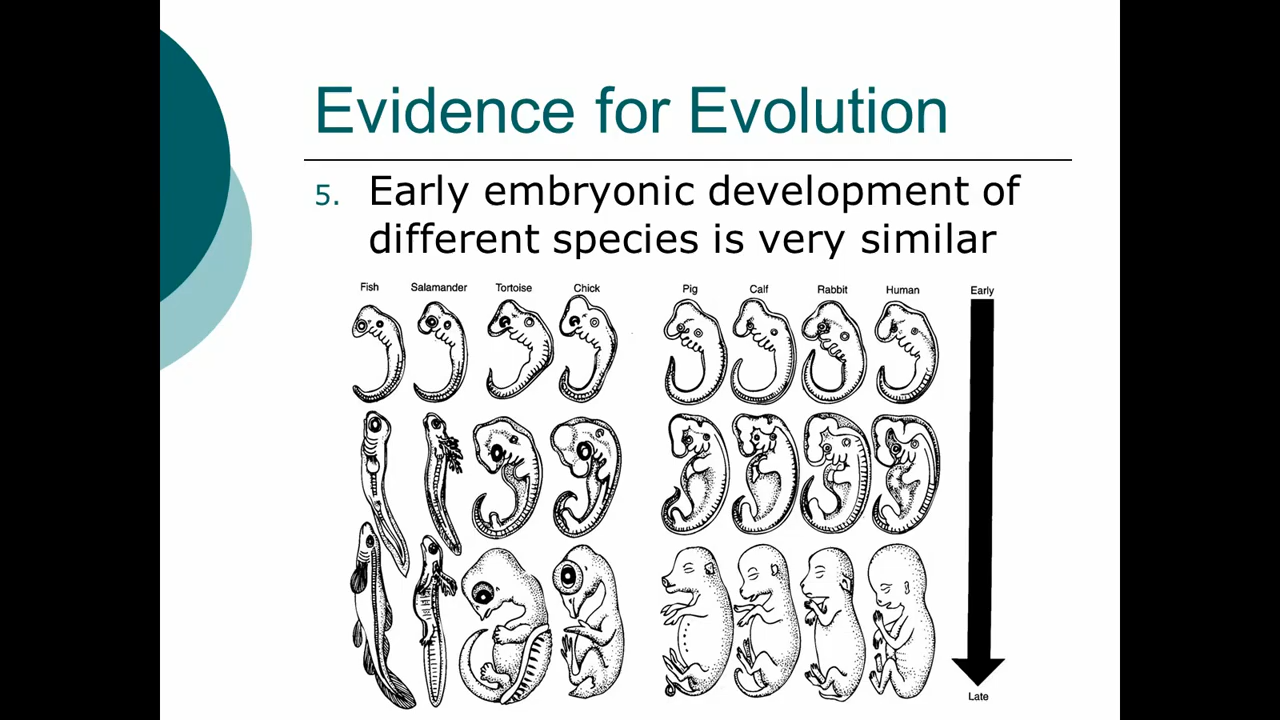 Evidence for Evolution
5. Early embryonic development of
different species is very similar
Fish Salamander Tortoise Chick Pig Calf Rabbit Human Early
Late